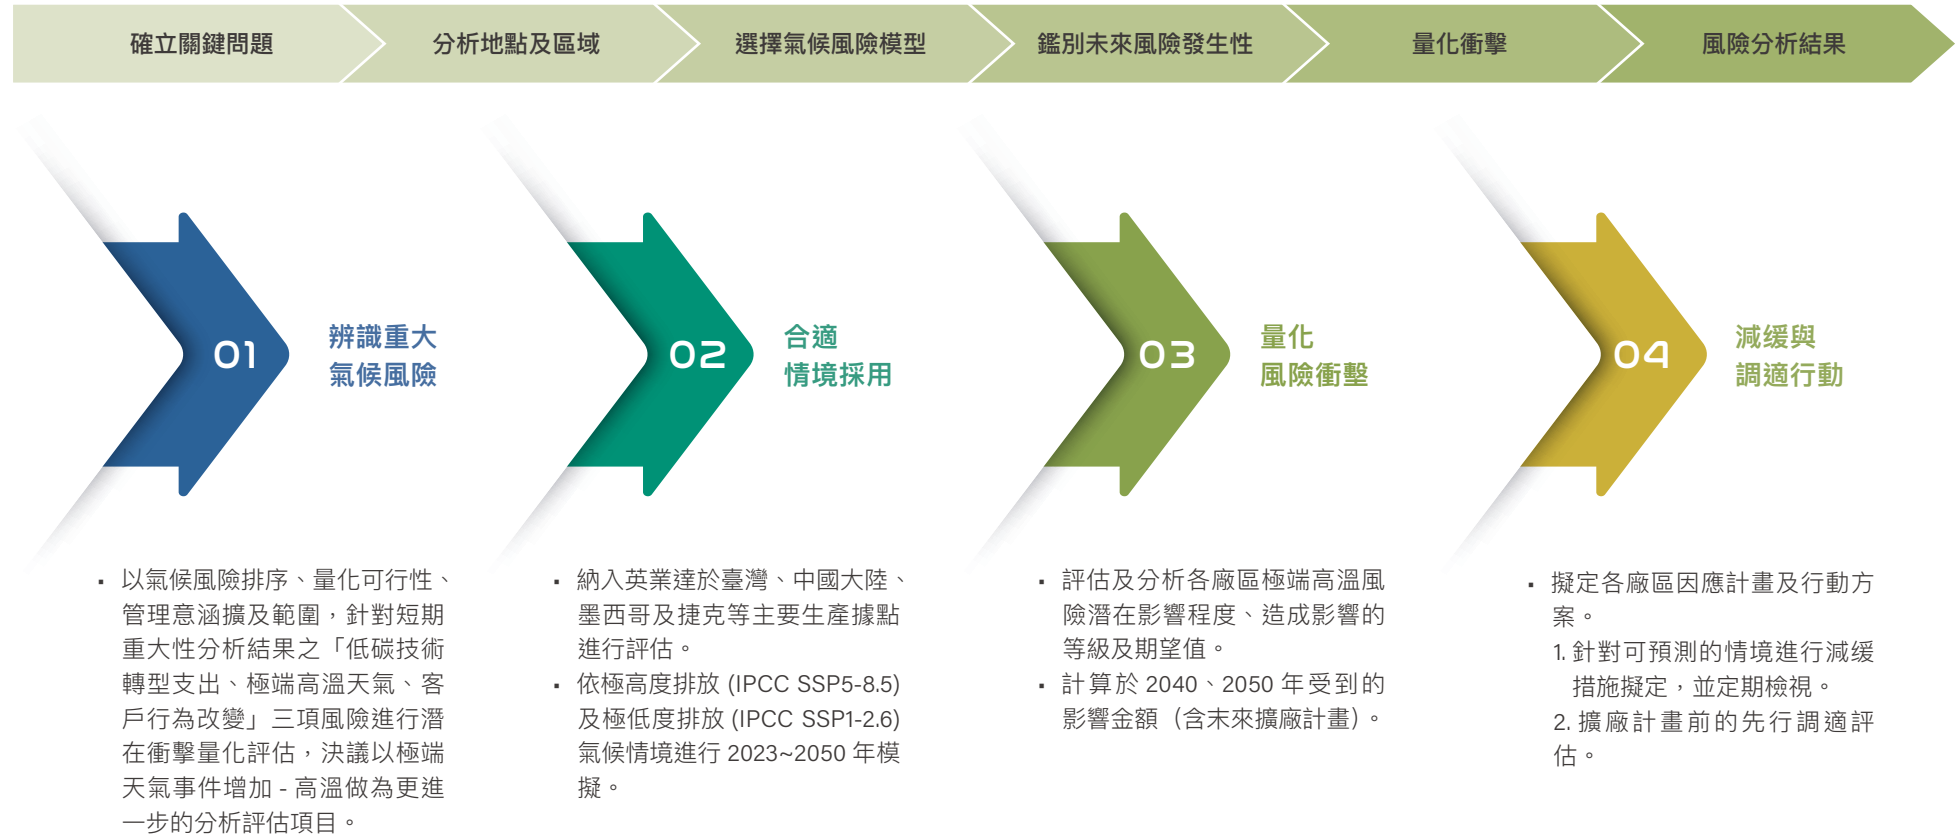 確立關鍵問題
分析地點及區域
選擇氣候風險模型
鑑別未來風險發生性
量化衝擊
風險分析結果
01
辨識重大
氣候風險
▪ 以氣候風險排序、量化可行性、
管理意涵擴及範圍，針對短期
重大性分析結果之「低碳技術
轉型支出、極端高溫天氣、客
戶行為改變」三項風險進行潛
在衝擊量化評估，決議以極端
天氣事件增加 - 高溫做為更進
一步的分析評估項目。
02
合適
情境採用
▪ 納入英業達於臺灣、中國大陸、
墨西哥及捷克等主要生產據點
進行評估。
▪ 依極高度排放 (IPCC SSP5-8.5)
及極低度排放 (IPCC SSP1-2.6)
氣候情境進行 2023~2050 年模
擬。
03
量化
風險衝擊
▪ 評估及分析各廠區極端高溫風
險潛在影響程度、造成影響的
等級及期望值。
▪ 計算於 2040、2050 年受到的
影響金額（含未來擴廠計畫）。
04
減緩與
調適行動
▪ 擬定各廠區因應計畫及行動方
案。
1. 針對可預測的情境進行減緩
措施擬定，並定期檢視。
2. 擴廠計畫前的先行調適評
估。